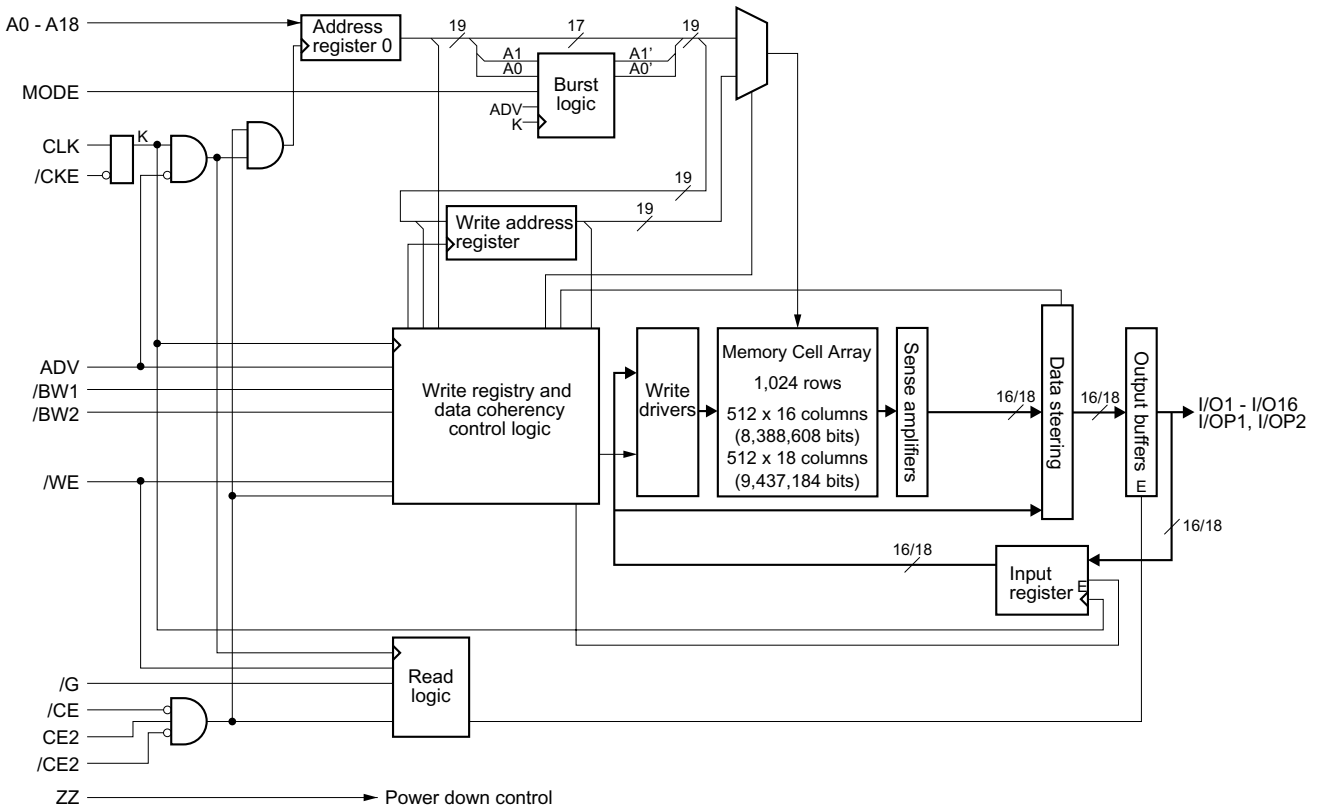 A0 - A18
Address
register 0
19
17
19
A1
A0
A1’
A0’
Burst
logic
MODE
ADV
K
CLK
K
/CKE
19
Write address
register
19
ADV
/BW1
/BW2
/WE
Write registry and
data coherency
control logic
Write
drivers
Memory Cell Array
1,024 rows
512 x 16 columns
(8,388,608 bits)
512 x 18 columns
(9,437,184 bits)
Sense amplifiers
16/18
Data steering
16/18
Output buffers
E
I/O1 - I/O16
I/OP1, I/OP2
16/18
16/18
Input
register
E
Read
logic
/G
/CE
CE2
/CE2
ZZ
Power down control